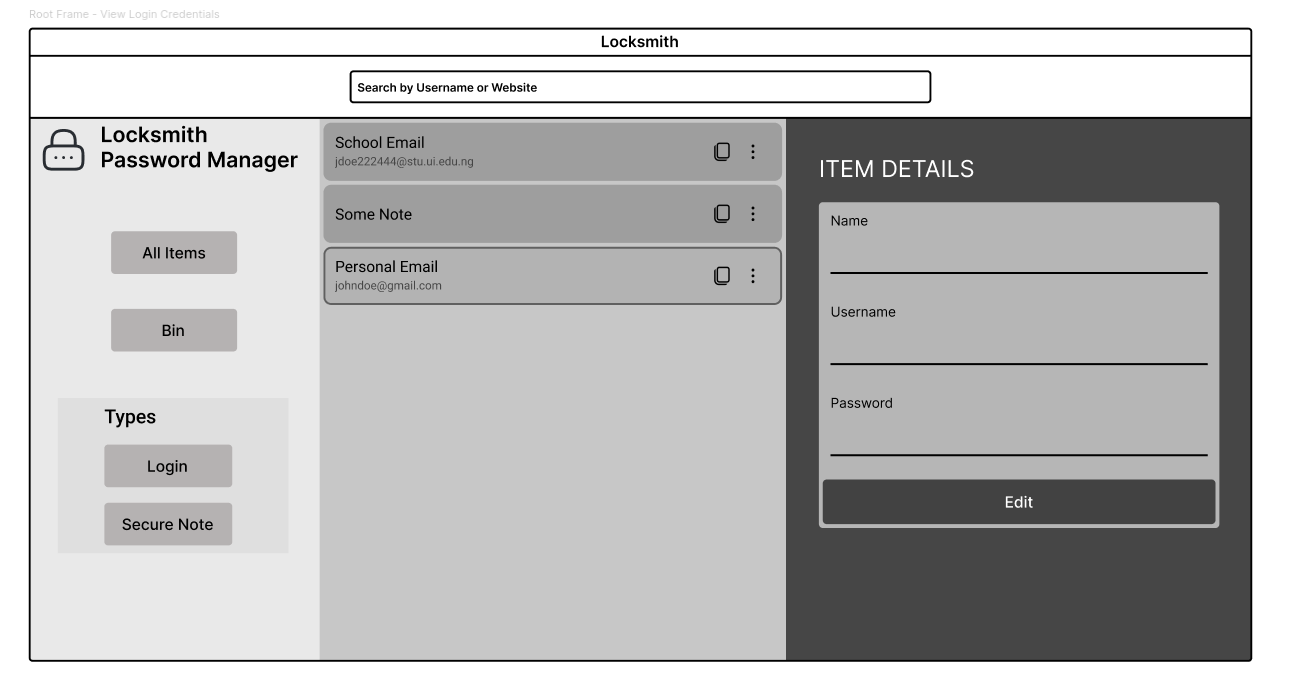 Root Frame - View Login Credentials
Locksmith
Search by Username or Website
Locksmith
Password Manager
All Items
Bin
Types
Login
Secure Note
School Email
jdoe222444@stu.ui.edu.ng
Some Note
Personal Email
johndoe@gmail.com
ITEM DETAILS
Name
Username
Password
Edit